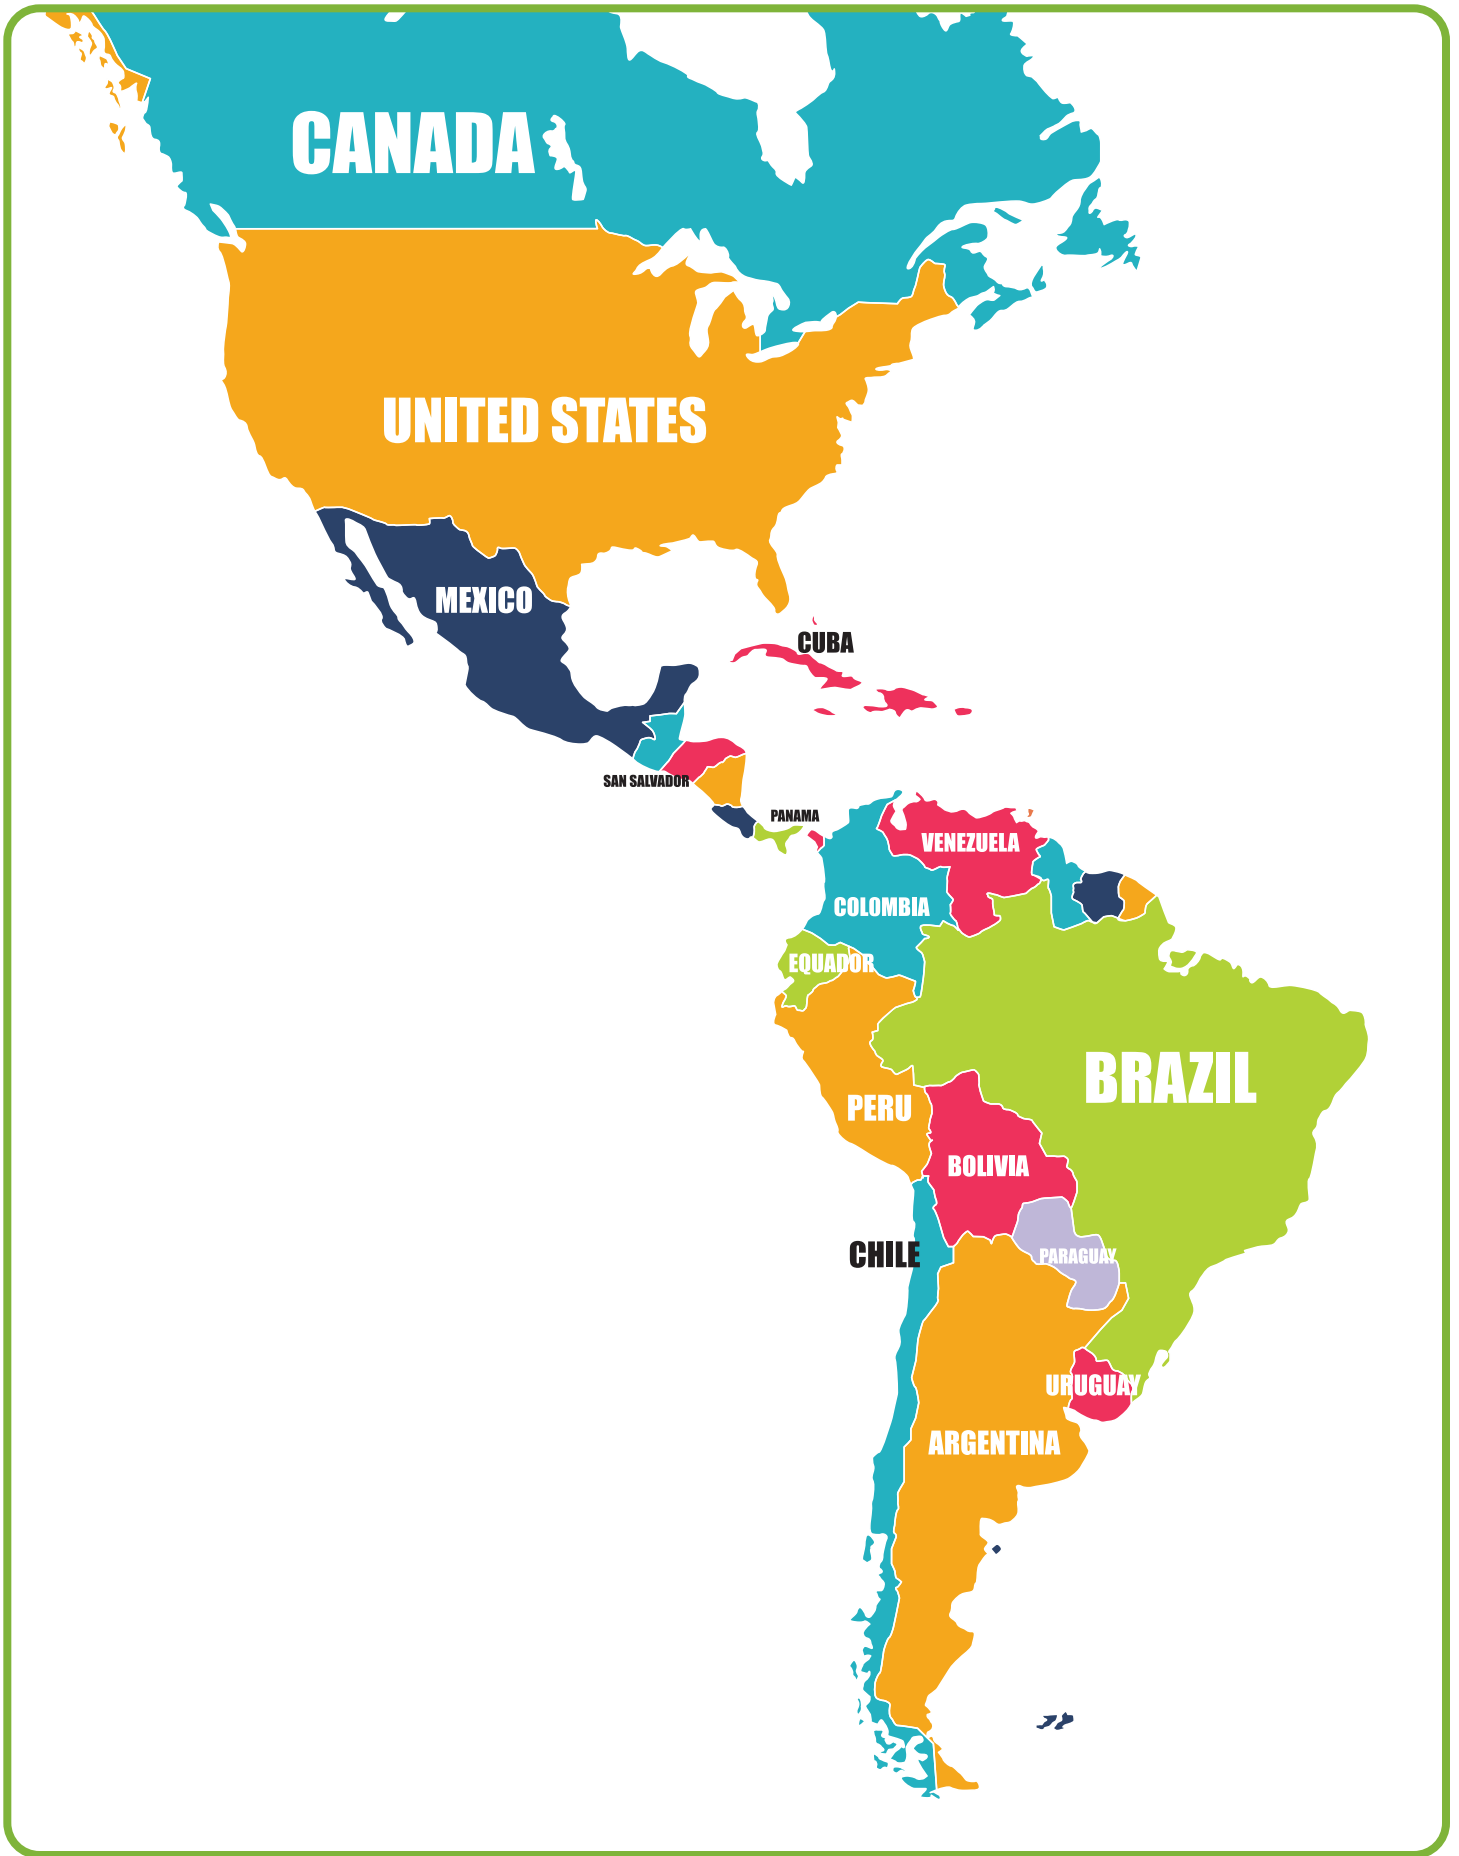 CANADA
UNITED STATES
MEXICO
CUBA
SAN SALVADOR
PANAMA
VENEZUELA
COLOMBIA
EQUADOR
BRAZIL
PERU
BOLIVIA
CHILE
PARAGUAY
URUGUAY
ARGENTINA